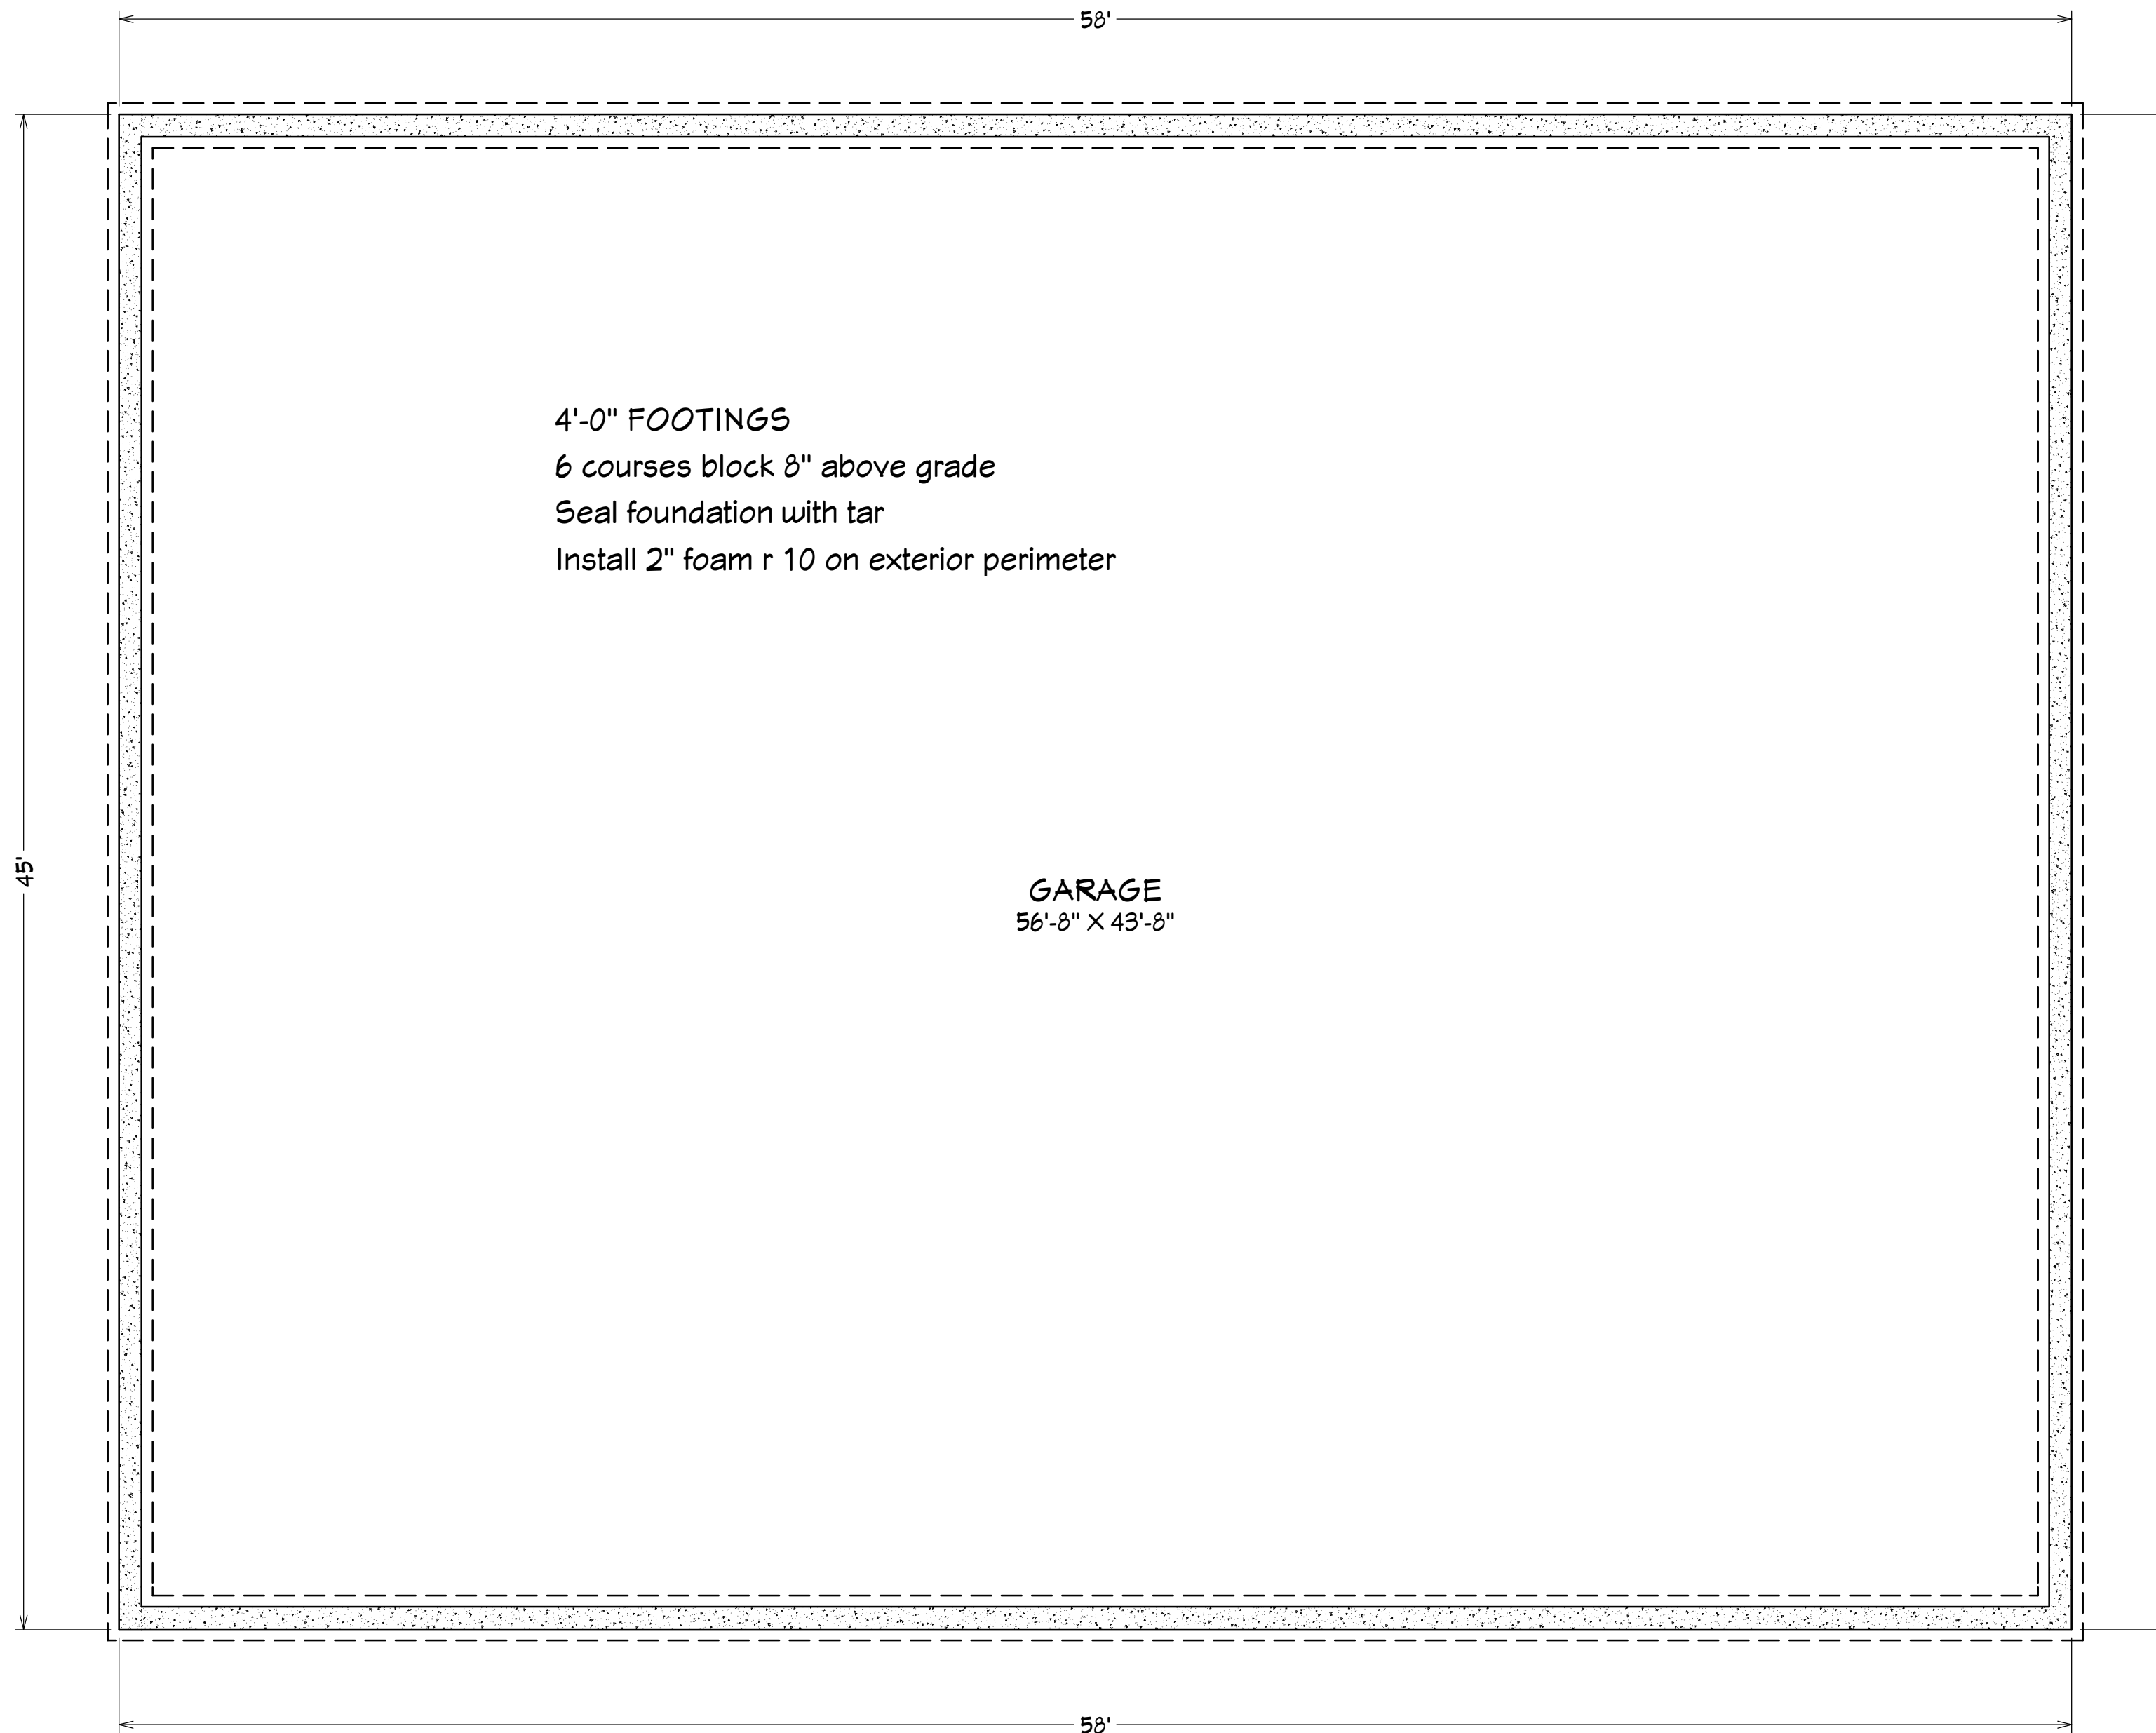 58'
45'
4'-0" FOOTINGS
6 courses block 8" above grade
Seal foundation with tar
Install 2" foam r 10 on exterior perimeter
GARAGE
56'-8" X 43'-8"
58'